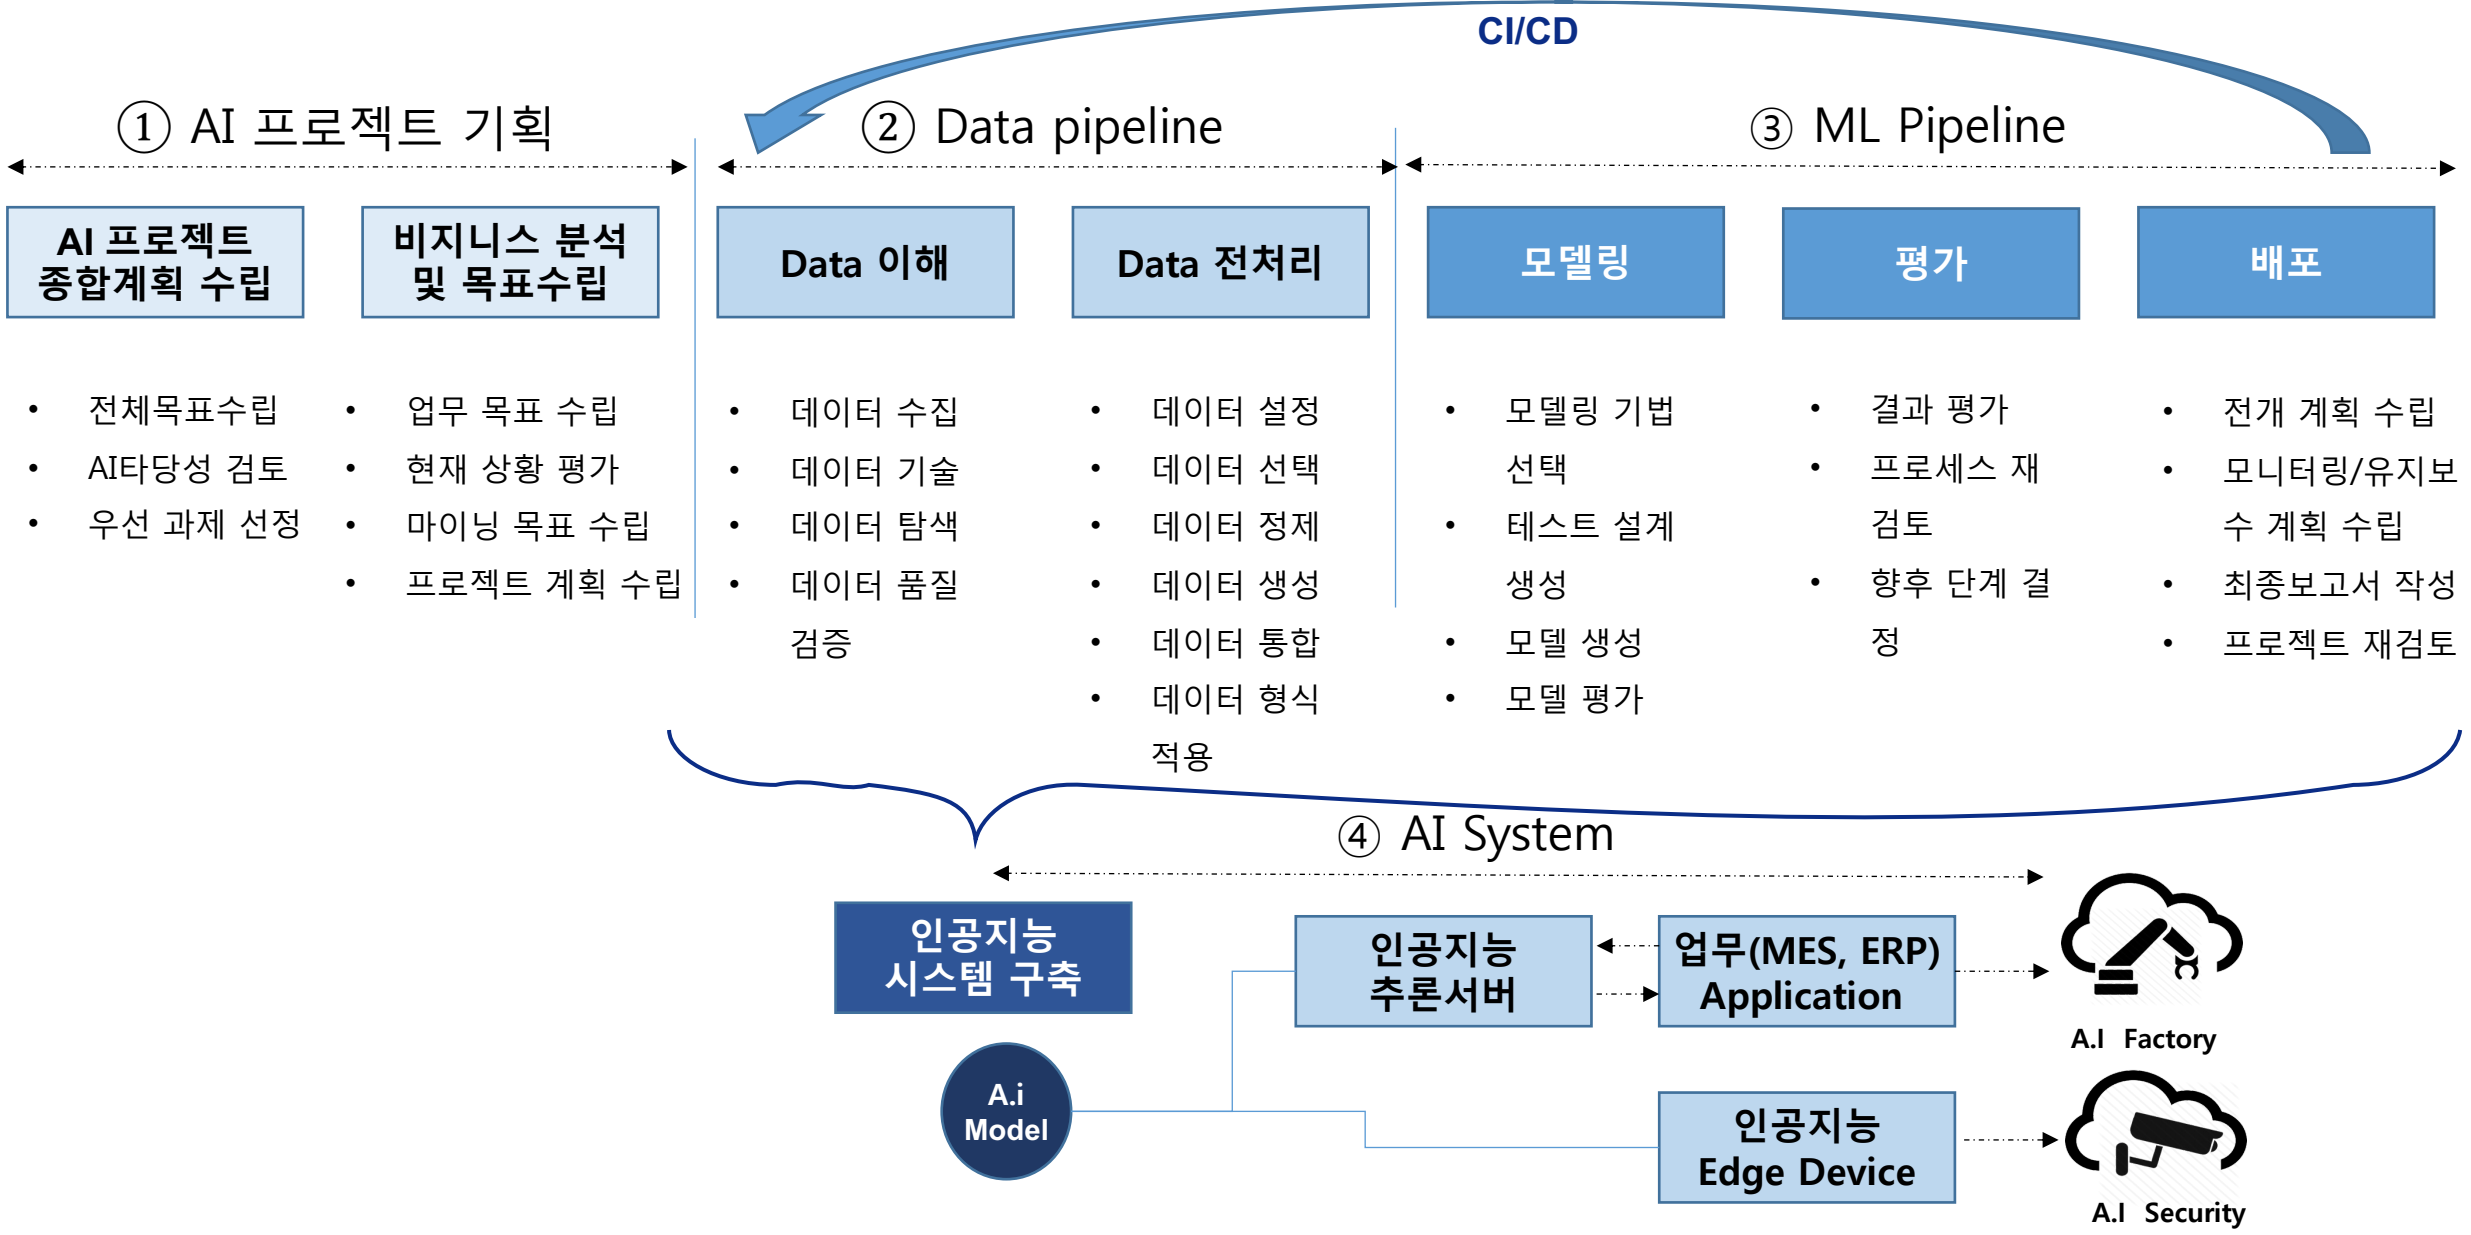 CI/CD
① AI 프로젝트 기획
② Data pipeline
③ ML Pipeline
AI 프로젝트
종합계획 수립
비지니스 분석
및 목표수립
Data 이해
Data 전처리
모델링
평가
배포
• 전체목표수립
• AI타당성 검토
• 우선 과제 선정
• 업무 목표 수립
• 현재 상황 평가
• 마이닝 목표 수립
• 프로젝트 계획 수립
• 데이터 수집
• 데이터 기술
• 데이터 탐색
• 데이터 품질
검증
• 데이터 설정
• 데이터 선택
• 데이터 정제
• 데이터 생성
• 데이터 통합
• 데이터 형식
적용
• 모델링 기법
선택
• 테스트 설계
생성
• 모델 생성
• 모델 평가
• 결과 평가
• 프로세스 재
검토
• 향후 단계 결
정
• 전개 계획 수립
• 모니터링/유지보
수 계획 수립
• 최종보고서 작성
• 프로젝트 재검토
④ AI System
인공지능
시스템 구축
A.i
Model
인공지능
추론서버
업무(MES, ERP)
Application
A.I Factory
인공지능
Edge Device
A.I Security